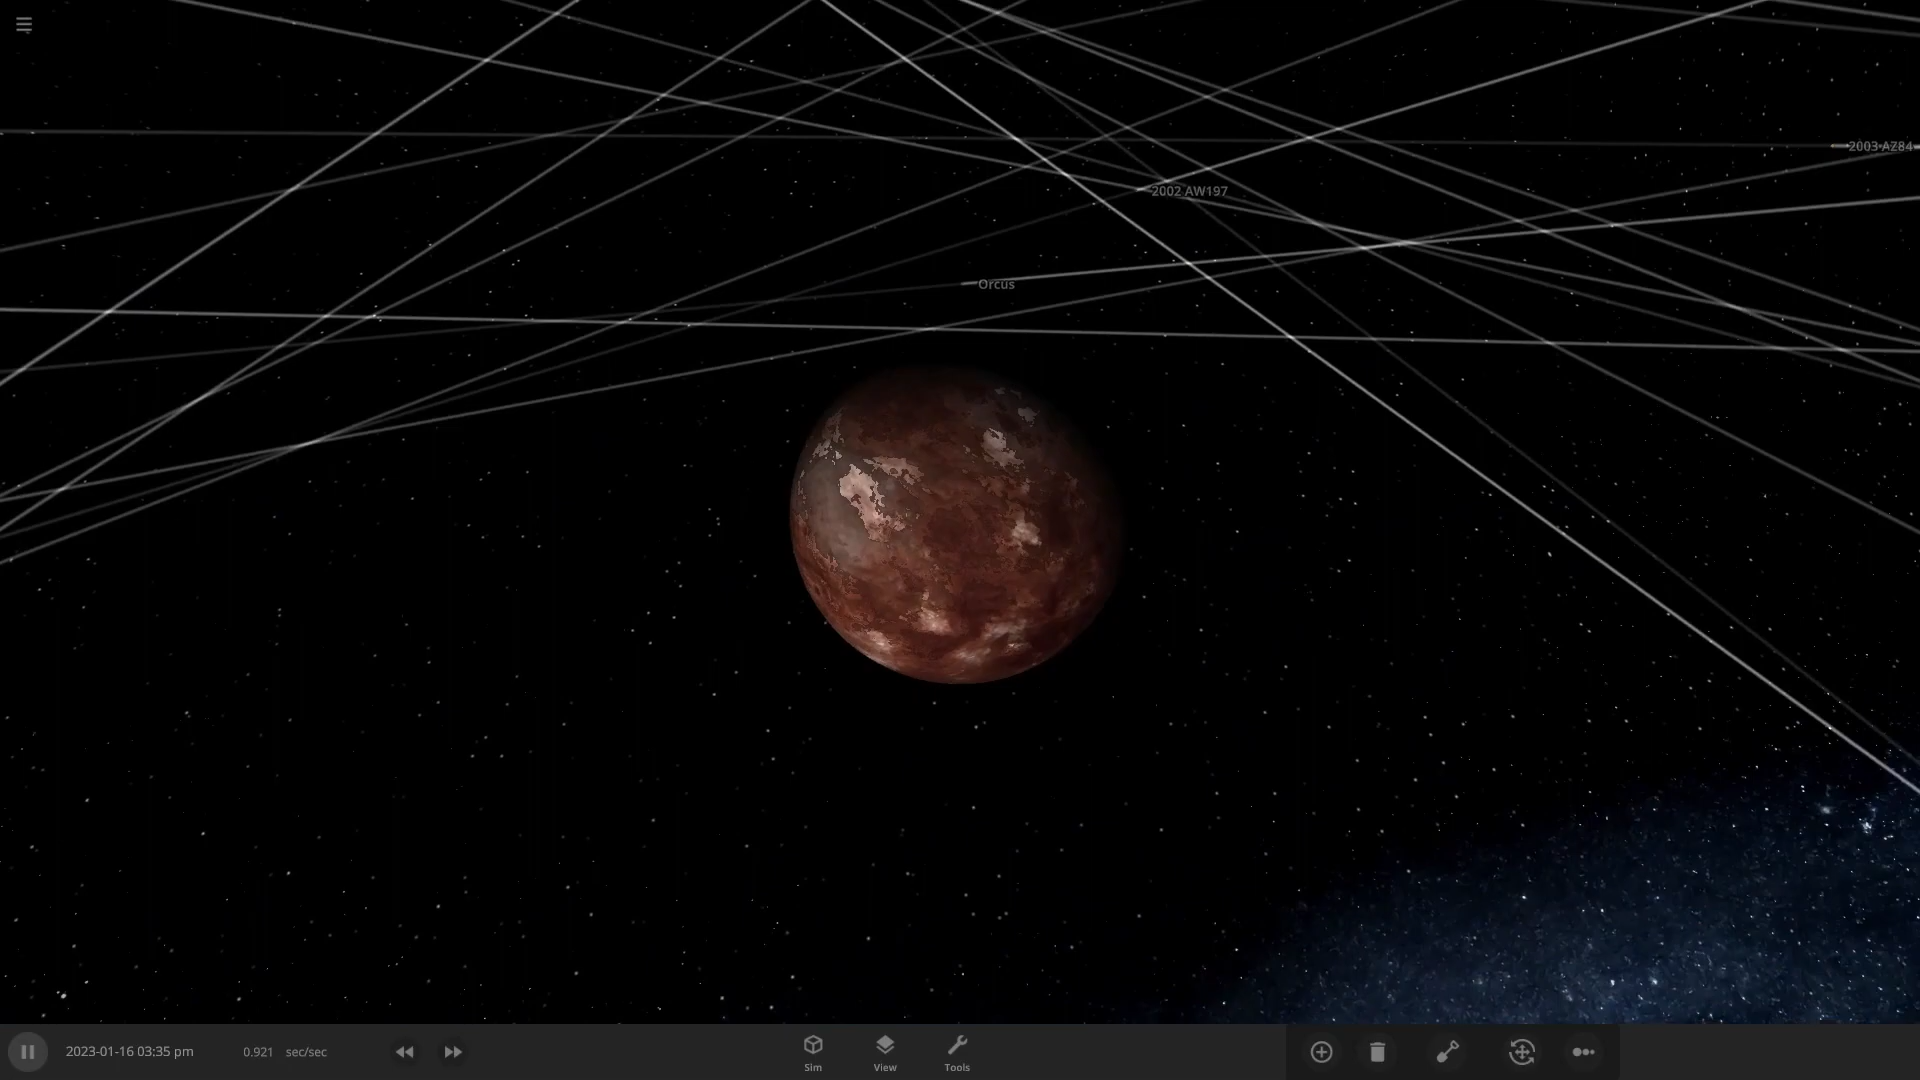 2003 AZ84
2002 AW197
Orcus
2023-01-16 03:35 pm
0.921 sec/sec
Sim
View
Tools